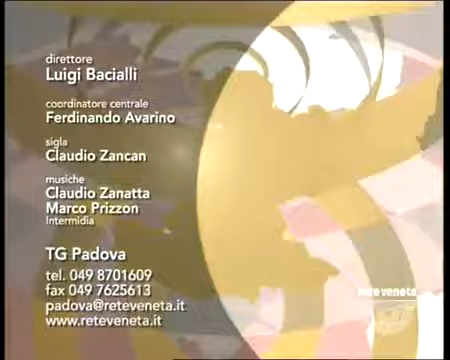 direttore
Luigi Bacialli
coordinatore centrale
Ferdinando Avarino
sigla
Claudio Zancan
musiche
Claudio Zanatta
Marco Prizzon
Intermidia
TG Padova
tel. 049 8701609
fax 049 7625613
padova@reteveneta.it
www.reteveneta.it
rete veneta